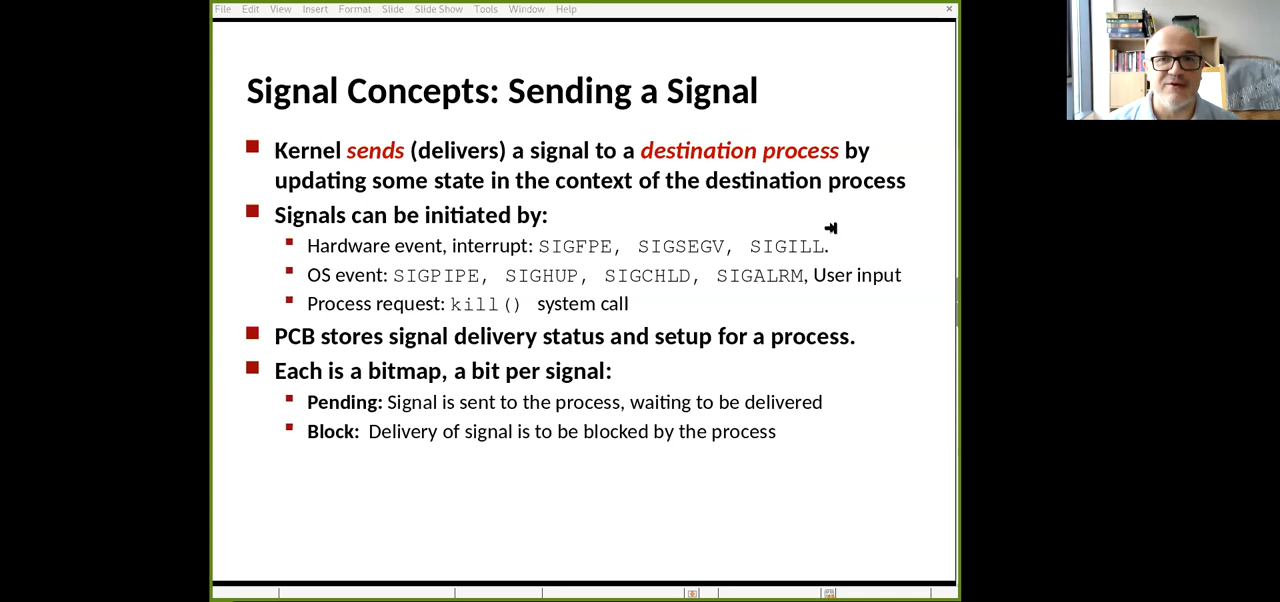 File Edit View Insert Format Slide Slide Show Tools Window Help ×
Signal Concepts: Sending a Signal
Kernel sends (delivers) a signal to a destination process by
updating some state in the context of the destination process
Signals can be initiated by:
Hardware event, interrupt: SIGFPE, SIGSEGV, SIGILL.
OS event: SIGPIPE, SIGHUP, SIGCHLD, SIGALRM, User input
Process request: kill() system call
PCB stores signal delivery status and setup for a process.
Each is a bitmap, a bit per signal:
Pending: Signal is sent to the process, waiting to be delivered
Block: Delivery of signal is to be blocked by the process